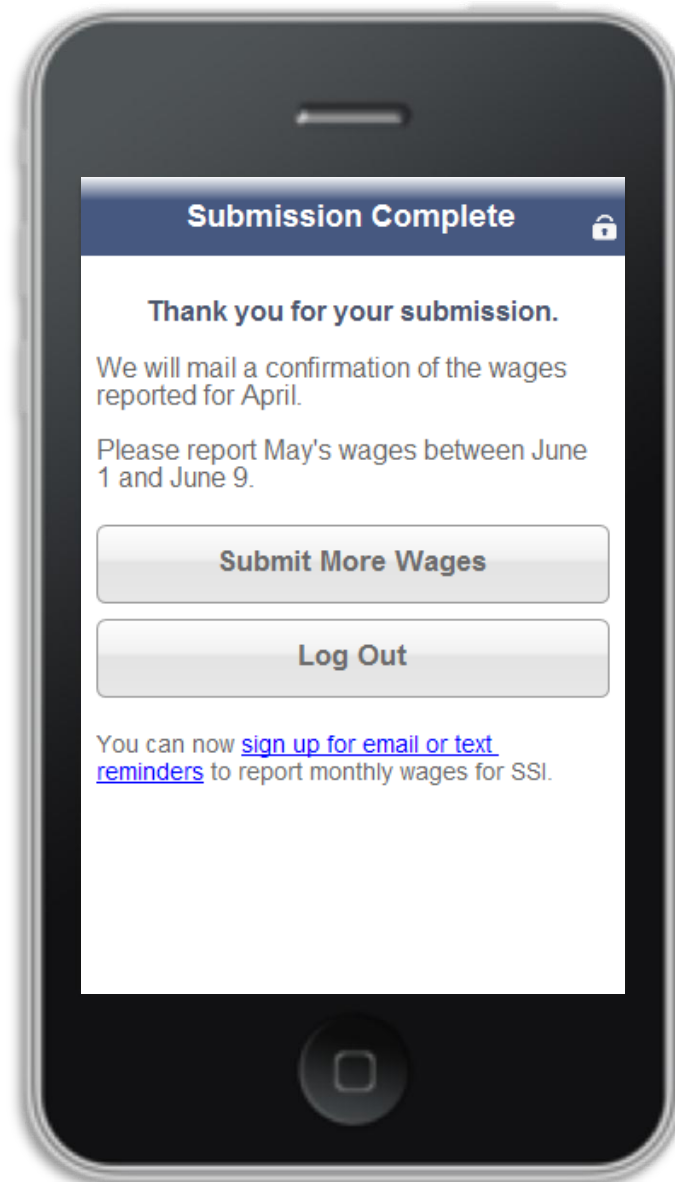 Submission Complete
Thank you for your submission.
We will mail a confirmation of the wages
reported for April.
Please report May's wages between June
1 and June 9.
Submit More Wages
Log Out
You can now sign up for email or text
reminders to report monthly wages for SSI.